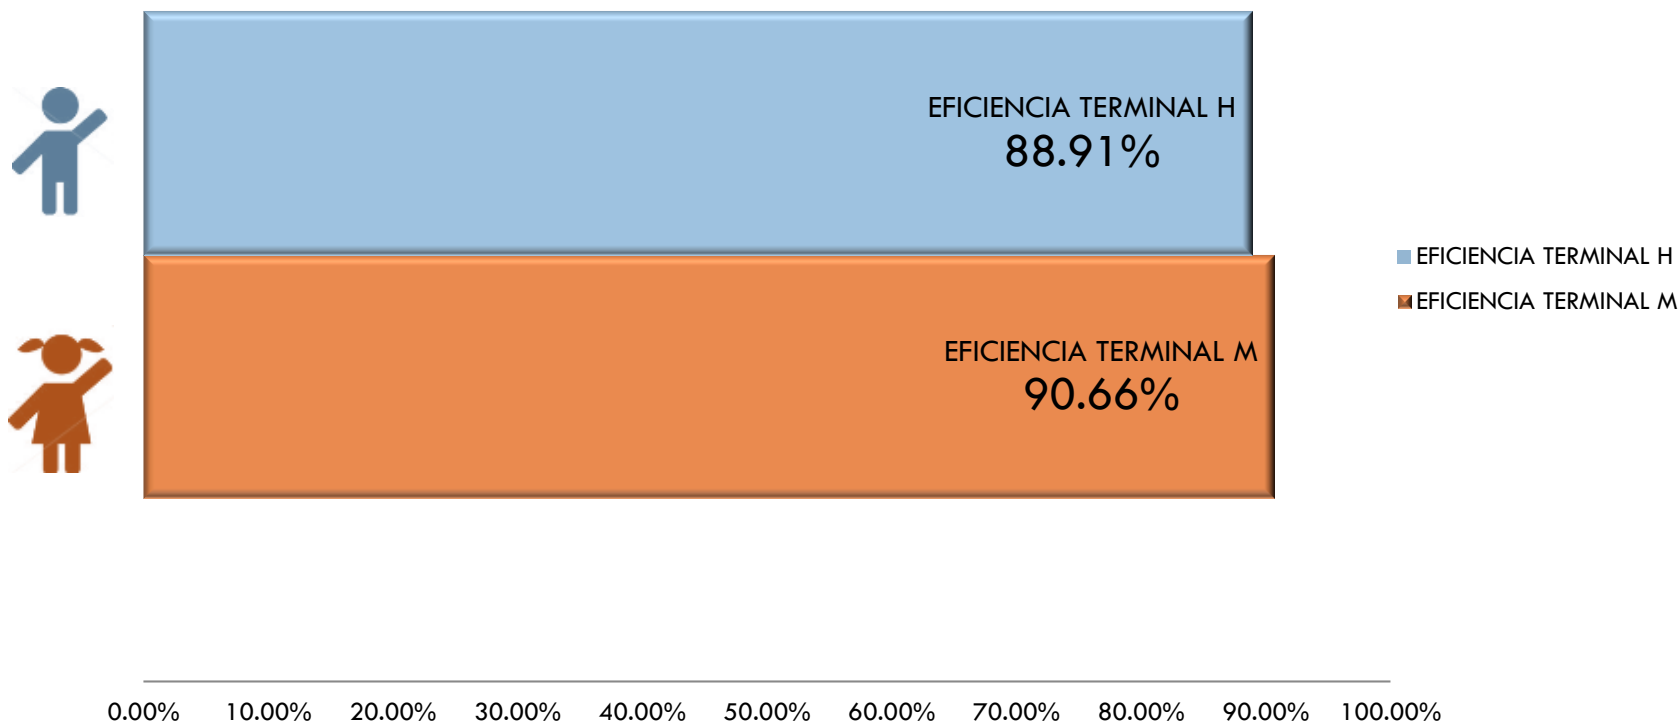 EFICIENCIA TERMINAL H
88.91%
EFICIENCIA TERMINAL M
90.66%
EFICIENCIA TERMINAL H
EFICIENCIA TERMINAL M
0.00% 10.00% 20.00% 30.00% 40.00% 50.00% 60.00% 70.00% 80.00% 90.00% 100.00%